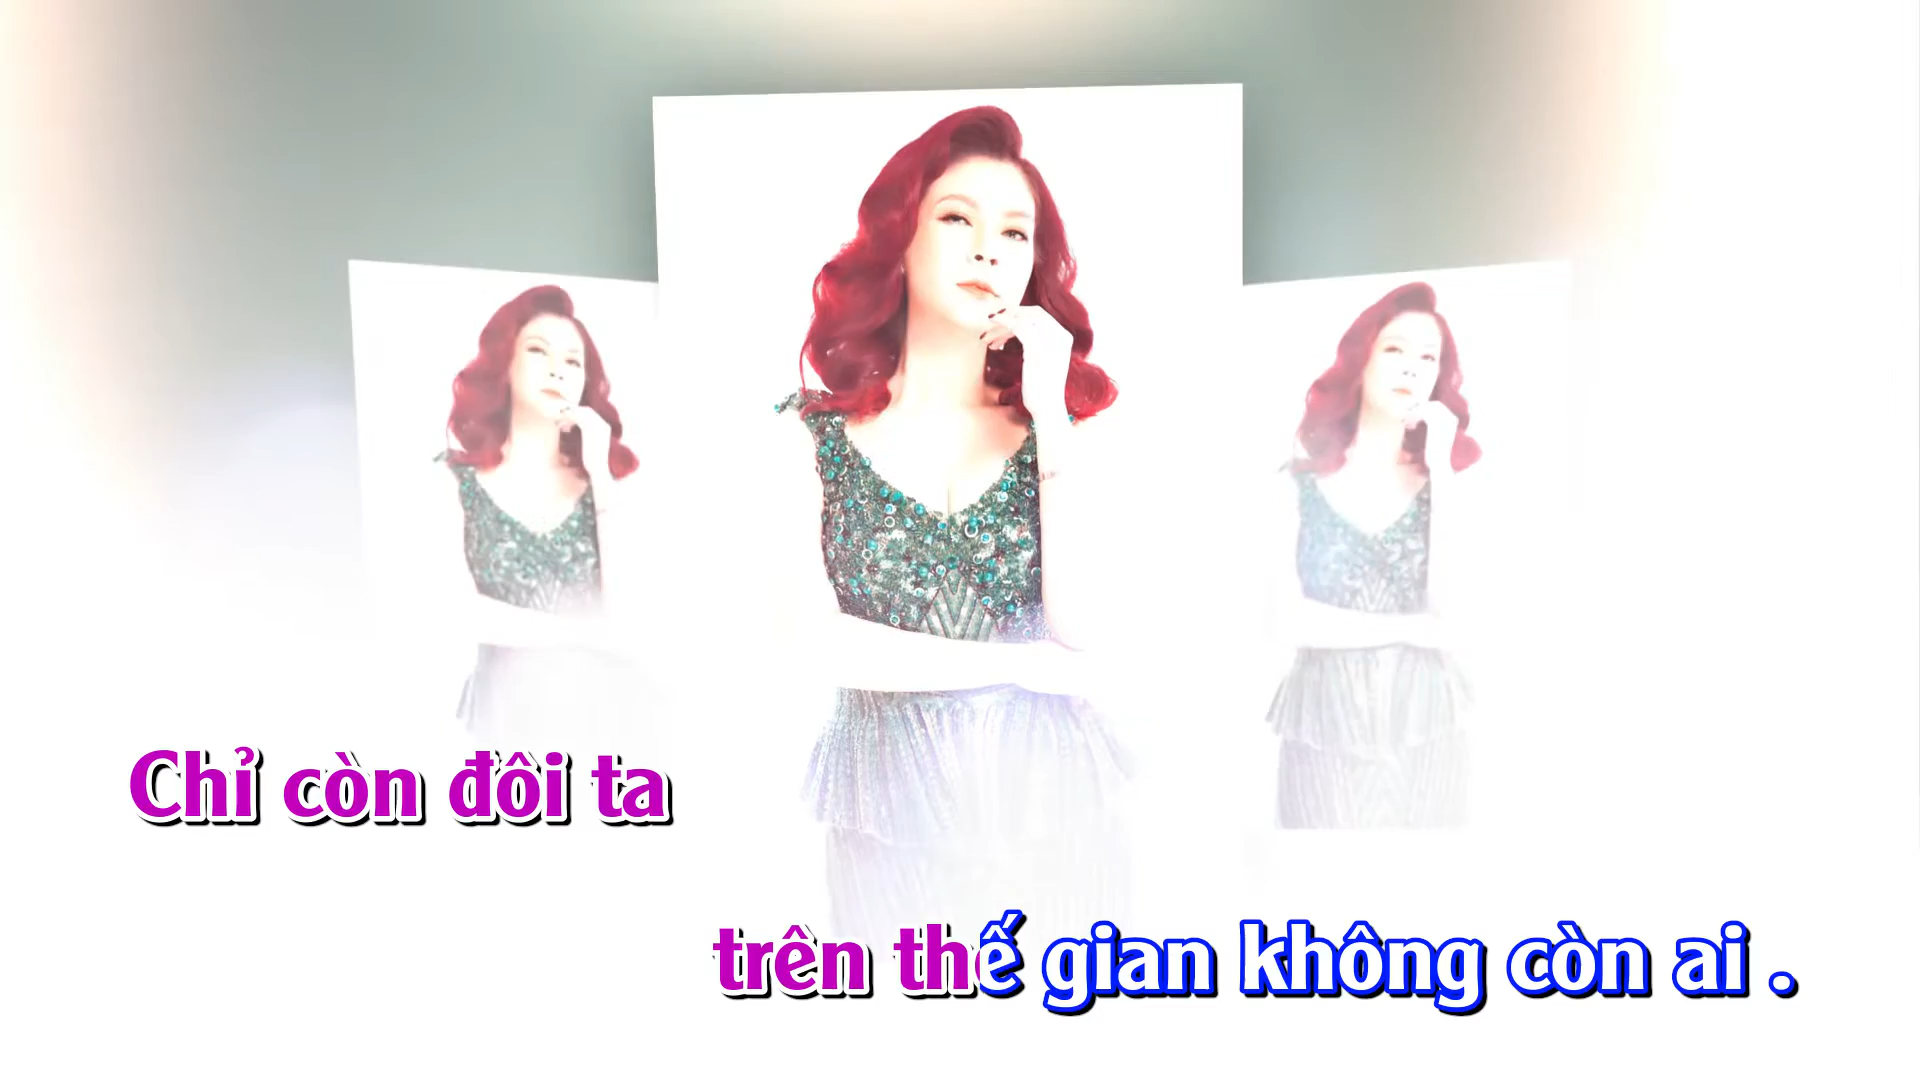 Chỉ còn đôi ta
trên thế gian không còn ai .